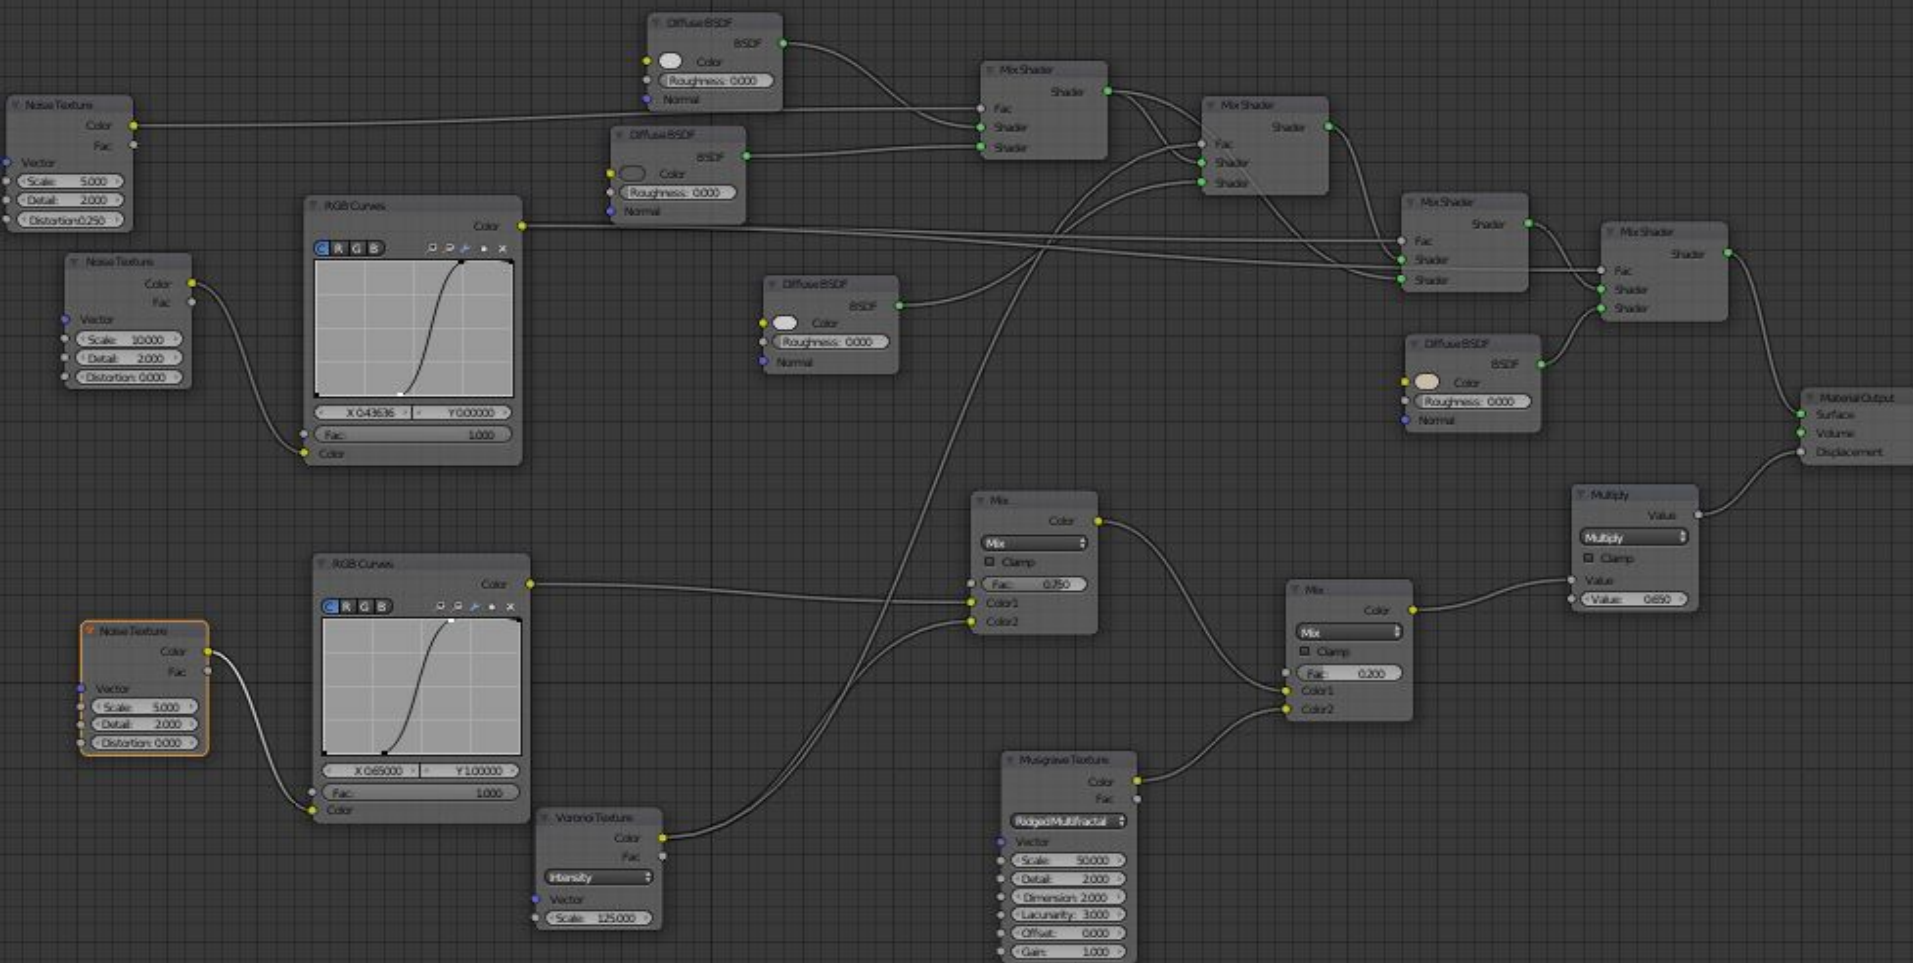 Diffuse BSDF
BSDF
Color
Roughness: 0.000
Normal
Mix Shader
Shader
Fac
Shader
Shader
Noise Texture
Color
Fac
Vector
Scale: 5.000
Detail: 2.000
Distortion: 0.250
Mix Shader
Shader
Fac
Shader
Shader
Diffuse BSDF
BSDF
Color
Roughness: 0.000
Normal
RGB Curves
Color
C R G B
X 0.43636 Y 0.00000
Fac: 1.000
Color
Mix Shader
Shader
Fac
Shader
Shader
Mix Shader
Shader
Fac
Shader
Shader
Noise Texture
Color
Fac
Vector
Scale: 10.000
Detail: 2.000
Distortion: 0.000
Diffuse BSDF
BSDF
Color
Roughness: 0.000
Normal
Diffuse BSDF
BSDF
Color
Roughness: 0.000
Normal
Material Output
Surface
Volume
Displacement
Multiply
Value
Multiply
Clamp
Value
Value: 0.650
Mix
Color
Mix
Clamp
Fac: 0.750
Color1
Color2
RGB Curves
Color
C R G B
X 0.65000 Y 1.00000
Fac: 1.000
Color
Mix
Color
Mix
Clamp
Fac: 0.200
Color1
Color2
Noise Texture
Color
Fac
Vector
Scale: 5.000
Detail: 2.000
Distortion: 0.000
Musgrave Texture
Color
Fac
Ridged Multifractal
Vector
Scale: 50.000
Detail: 2.000
Dimension: 2.000
Lacunarity: 3.000
Offset: 0.000
Gain: 1.000
Voronoi Texture
Color
Fac
Intensity
Vector
Scale: 125.000